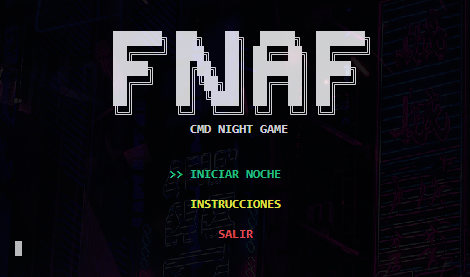 FNAF
CMD NIGHT GAME
>> INICIAR NOCHE
INSTRUCCIONES
SALIR